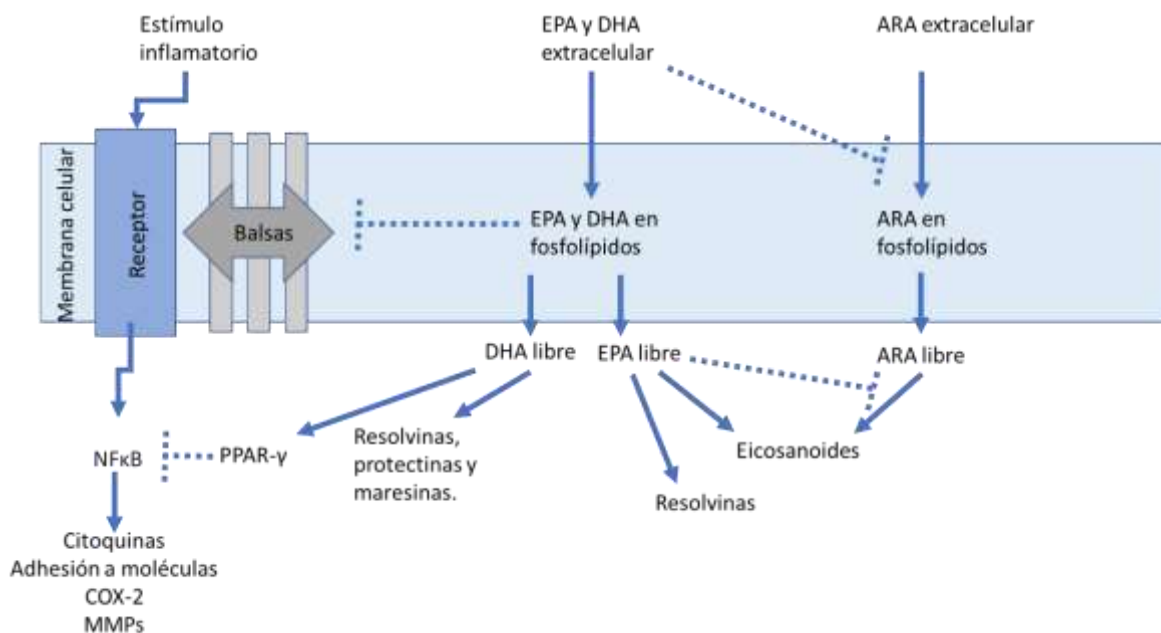 Estímulo
inflamatorio
EPA y DHA
extracelular
ARA extracelular
Membrana celular
Receptor
Balsas
EPA y DHA en
fosfolípidos
ARA en
fosfolípidos
DHA libre
EPA libre
ARA libre
NFκB
PPAR-γ
Resolvinas,
protectinas y
maresinas.
Eicosanoides
Resolvinas
Citoquinas
Adhesión a moléculas
COX-2
MMPs